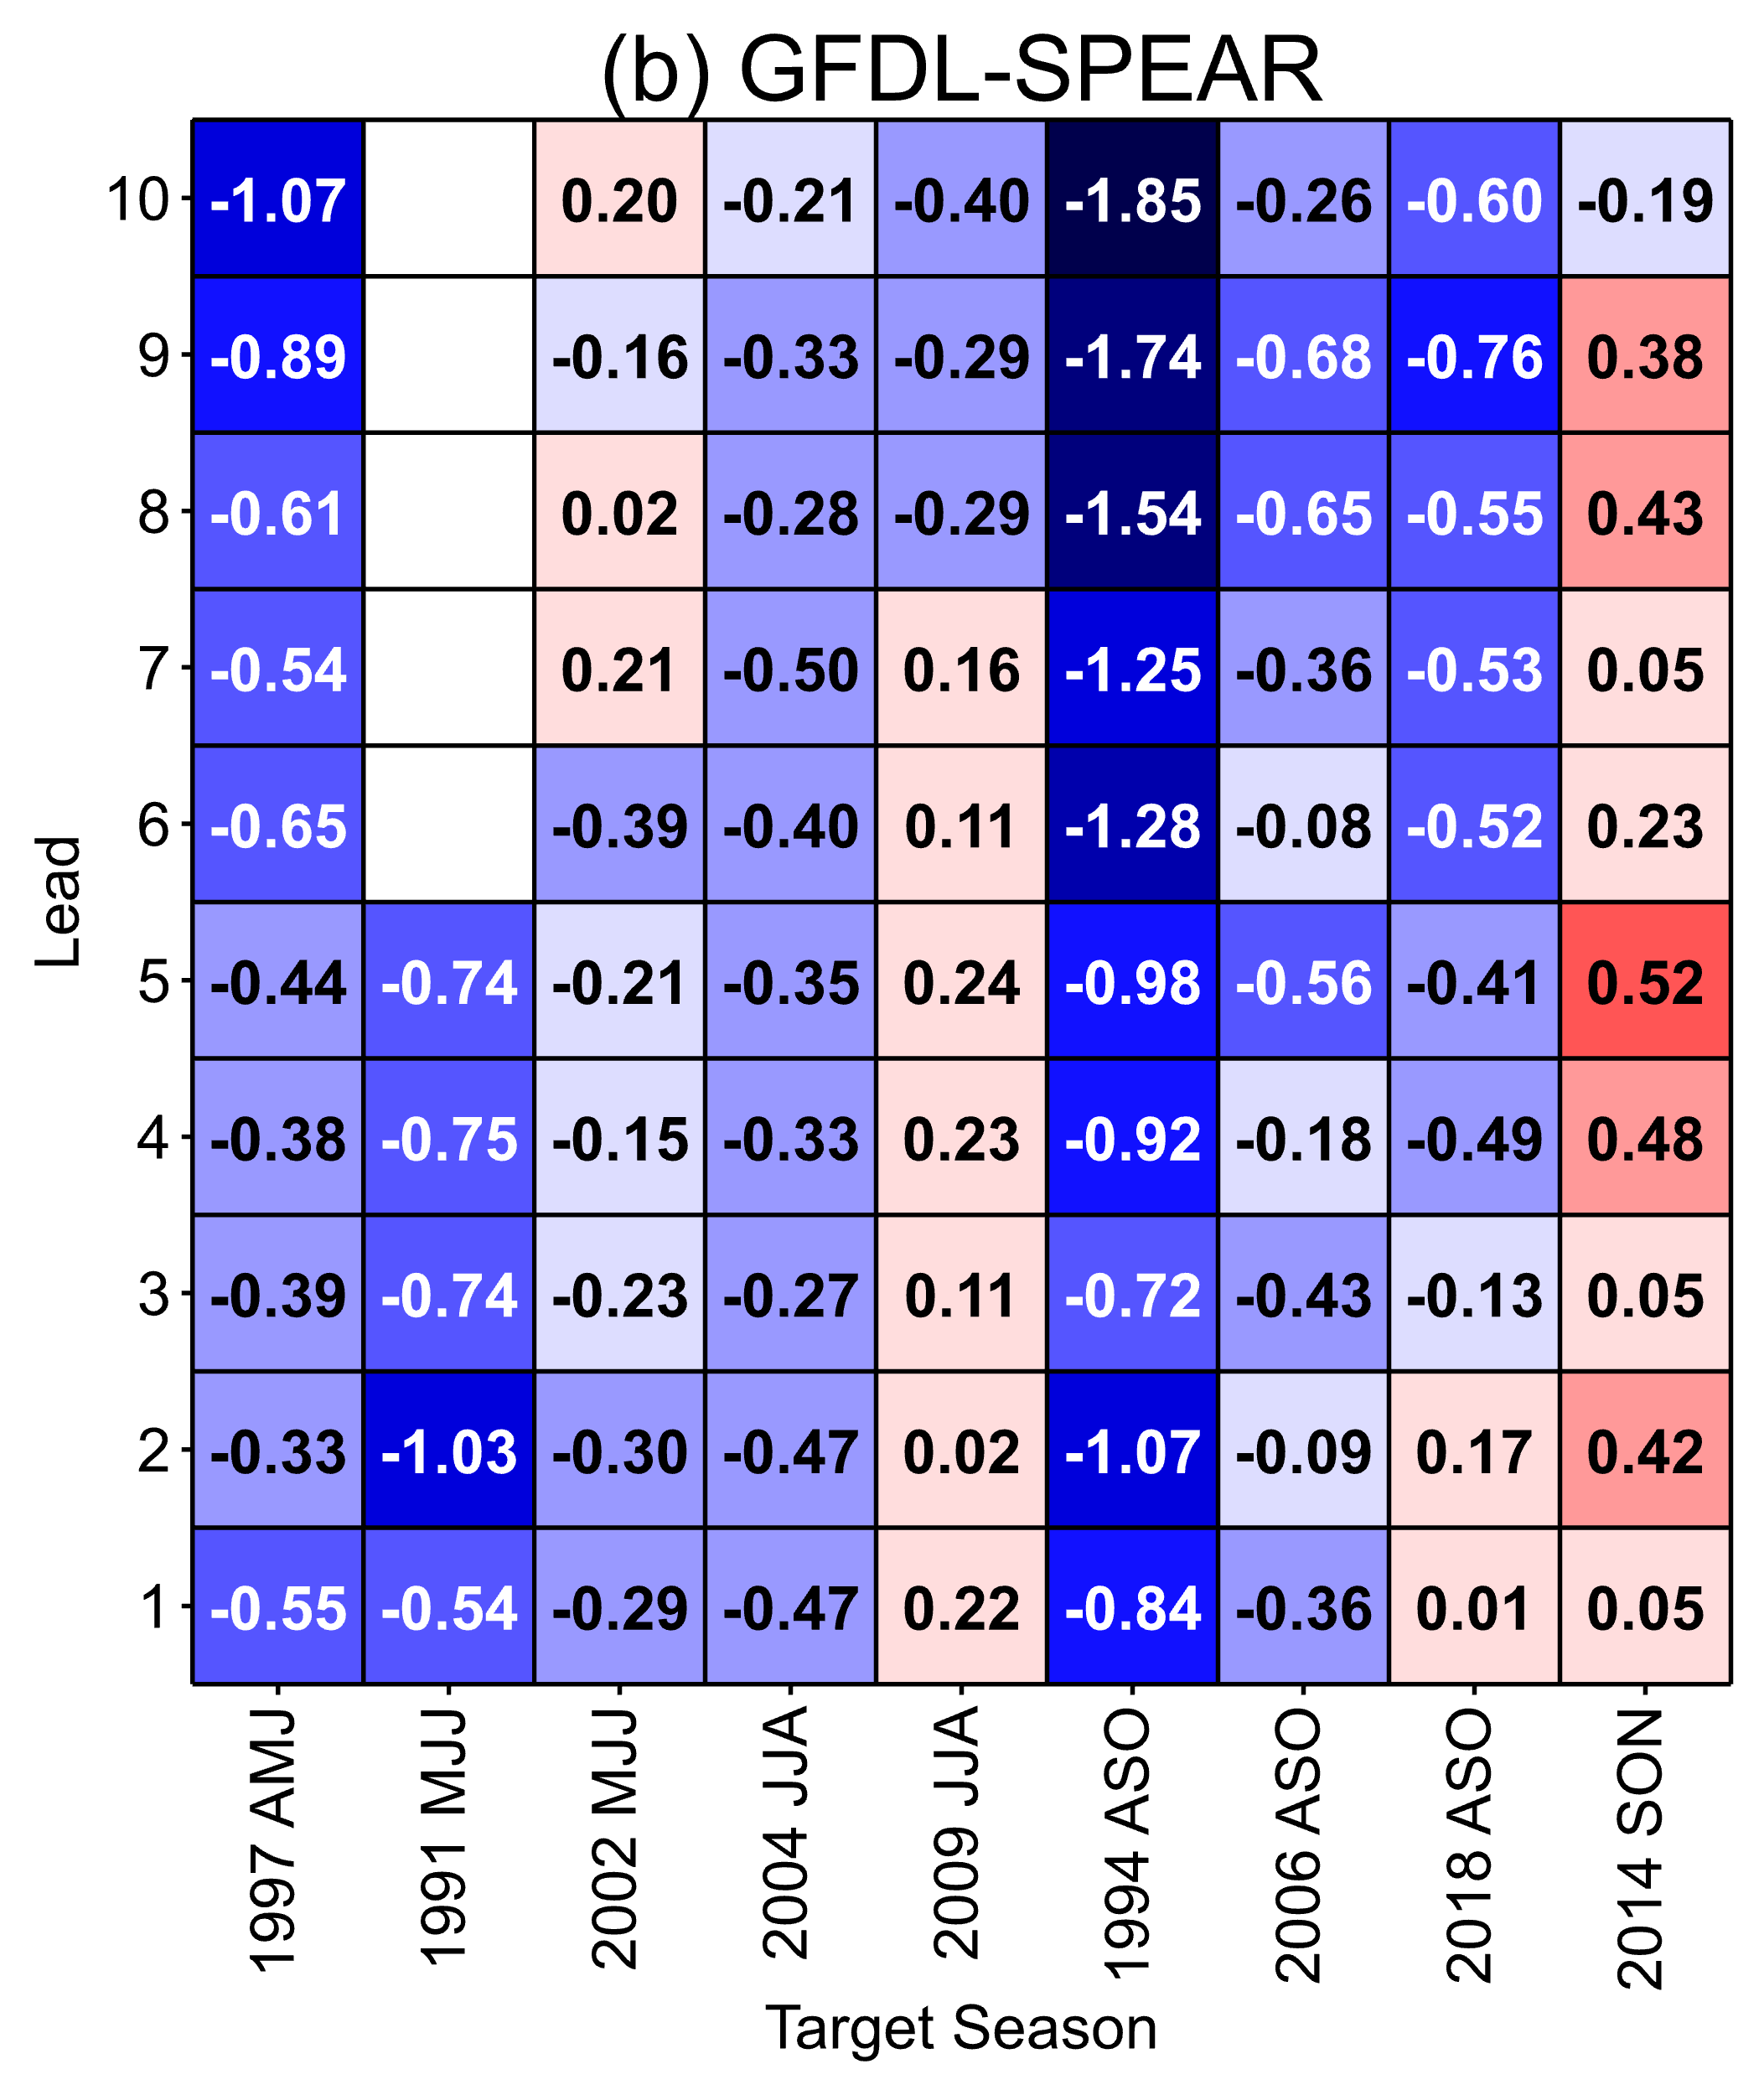 (b) GFDL-SPEAR
10 -1.07 0.20 -0.21 -0.40 -1.85 -0.26 -0.60 -0.19
9 -0.89 -0.16 -0.33 -0.29 -1.74 -0.68 -0.76 0.38
8 -0.61 0.02 -0.28 -0.29 -1.54 -0.65 -0.55 0.43
7 -0.54 0.21 -0.50 0.16 -1.25 -0.36 -0.53 0.05
6 -0.65 -0.39 -0.40 0.11 -1.28 -0.08 -0.52 0.23
Lead
5 -0.44 -0.74 -0.21 -0.35 0.24 -0.98 -0.56 -0.41 0.52
4 -0.38 -0.75 -0.15 -0.33 0.23 -0.92 -0.18 -0.49 0.48
3 -0.39 -0.74 -0.23 -0.27 0.11 -0.72 -0.43 -0.13 0.05
2 -0.33 -1.03 -0.30 -0.47 0.02 -1.07 -0.09 0.17 0.42
1 -0.55 -0.54 -0.29 -0.47 0.22 -0.84 -0.36 0.01 0.05
1997 AMJ
1991 MJJ
2002 MJJ
2004 JJA
2009 JJA
1994 ASO
2006 ASO
2018 ASO
2014 SON
Target Season